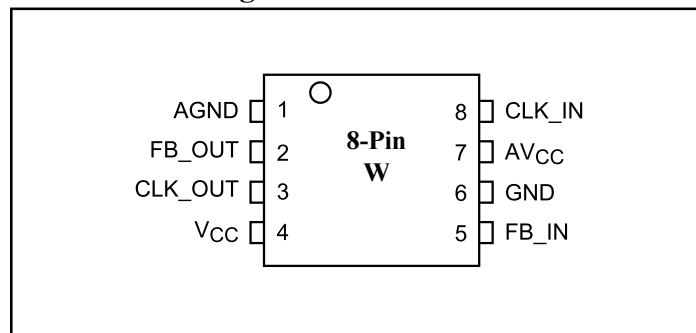 AGND 1
FB_OUT 2
CLK_OUT 3
VCC 4
8-Pin
W
8 CLK_IN
7 AVCC
6 GND
5 FB_IN